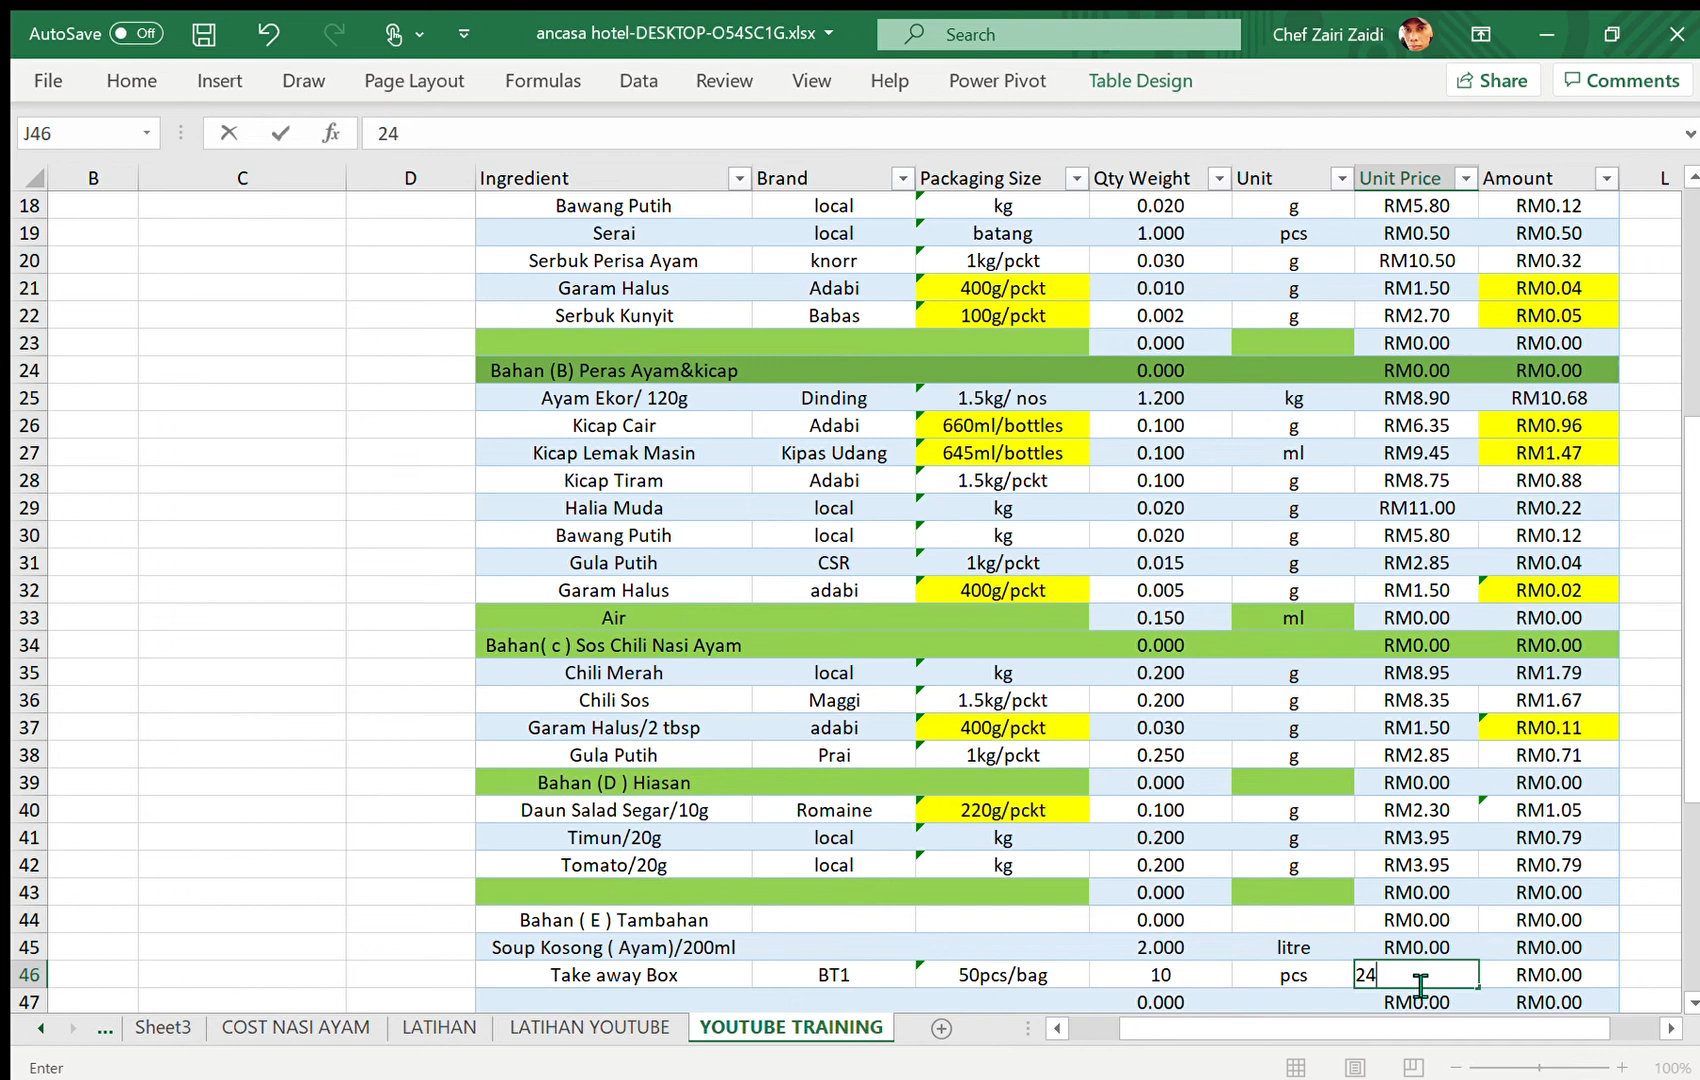 AutoSave Off ancasa hotel-DESKTOP-O54SC1G.xlsx Search Chef Zairi Zaidi
File Home Insert Draw Page Layout Formulas Data Review View Help Power Pivot Table Design Share Comments
J46 fx 24
B C D Ingredient Brand Packaging Size Qty Weight Unit Unit Price Amount L
18 Bawang Putih local kg 0.020 g RM5.80 RM0.12
19 Serai local batang 1.000 pcs RM0.50 RM0.50
20 Serbuk Perisa Ayam knorr 1kg/pckt 0.030 g RM10.50 RM0.32
21 Garam Halus Adabi 400g/pckt 0.010 g RM1.50 RM0.04
22 Serbuk Kunyit Babas 100g/pckt 0.002 g RM2.70 RM0.05
23 0.000 RM0.00 RM0.00
24 Bahan (B) Peras Ayam&kicap 0.000 RM0.00 RM0.00
25 Ayam Ekor/ 120g Dinding 1.5kg/ nos 1.200 kg RM8.90 RM10.68
26 Kicap Cair Adabi 660ml/bottles 0.100 g RM6.35 RM0.96
27 Kicap Lemak Masin Kipas Udang 645ml/bottles 0.100 ml RM9.45 RM1.47
28 Kicap Tiram Adabi 1.5kg/pckt 0.100 g RM8.75 RM0.88
29 Halia Muda local kg 0.020 g RM11.00 RM0.22
30 Bawang Putih local kg 0.020 g RM5.80 RM0.12
31 Gula Putih CSR 1kg/pckt 0.015 g RM2.85 RM0.04
32 Garam Halus adabi 400g/pckt 0.005 g RM1.50 RM0.02
33 Air 0.150 ml RM0.00 RM0.00
34 Bahan( c ) Sos Chili Nasi Ayam 0.000 RM0.00 RM0.00
35 Chili Merah local kg 0.200 g RM8.95 RM1.79
36 Chili Sos Maggi 1.5kg/pckt 0.200 g RM8.35 RM1.67
37 Garam Halus/2 tbsp adabi 400g/pckt 0.030 g RM1.50 RM0.11
38 Gula Putih Prai 1kg/pckt 0.250 g RM2.85 RM0.71
39 Bahan (D ) Hiasan 0.000 RM0.00 RM0.00
40 Daun Salad Segar/10g Romaine 220g/pckt 0.100 g RM2.30 RM1.05
41 Timun/20g local kg 0.200 g RM3.95 RM0.79
42 Tomato/20g local kg 0.200 g RM3.95 RM0.79
43 0.000 RM0.00 RM0.00
44 Bahan ( E ) Tambahan 0.000 RM0.00 RM0.00
45 Soup Kosong ( Ayam)/200ml 2.000 litre RM0.00 RM0.00
46 Take away Box BT1 50pcs/bag 10 pcs 24 RM0.00
47 0.000 RM0.00 RM0.00
... Sheet3 COST NASI AYAM LATIHAN LATIHAN YOUTUBE YOUTUBE TRAINING
Enter 100%